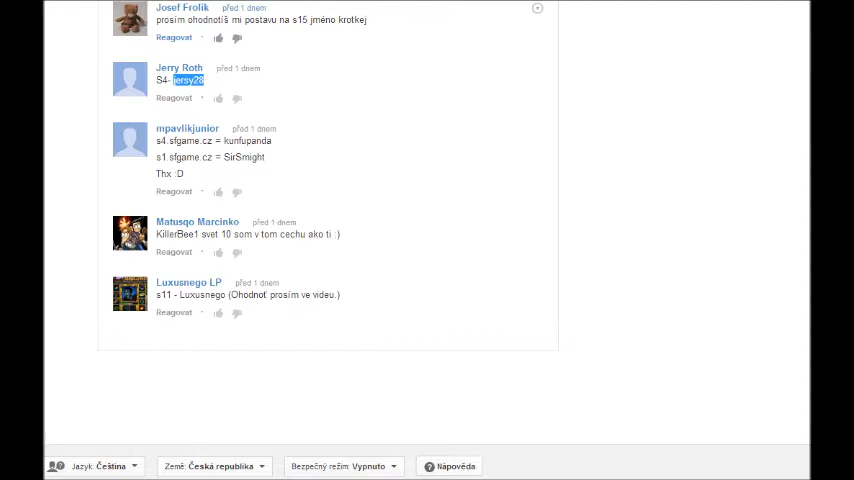 Josef Frolík před 1 dnem
prosím ohodnotíš mi postavu na s15 jméno krotkej
Reagovat ·
Jerry Roth před 1 dnem
S4- jersy28
Reagovat ·
mpavlikjunior před 1 dnem
s4.sfgame.cz = kunfupanda
s1.sfgame.cz = SirSmight
Thx :D
Reagovat ·
Matusqo Marcinko před 1 dnem
KillerBee1 svet 10 som v tom cechu ako ti :)
Reagovat ·
Luxusnego LP před 1 dnem
s11 - Luxusnego (Ohodnoť prosím ve videu.)
Reagovat ·
Jazyk: Čeština Země: Česká republika Bezpečný režim: Vypnuto Nápověda